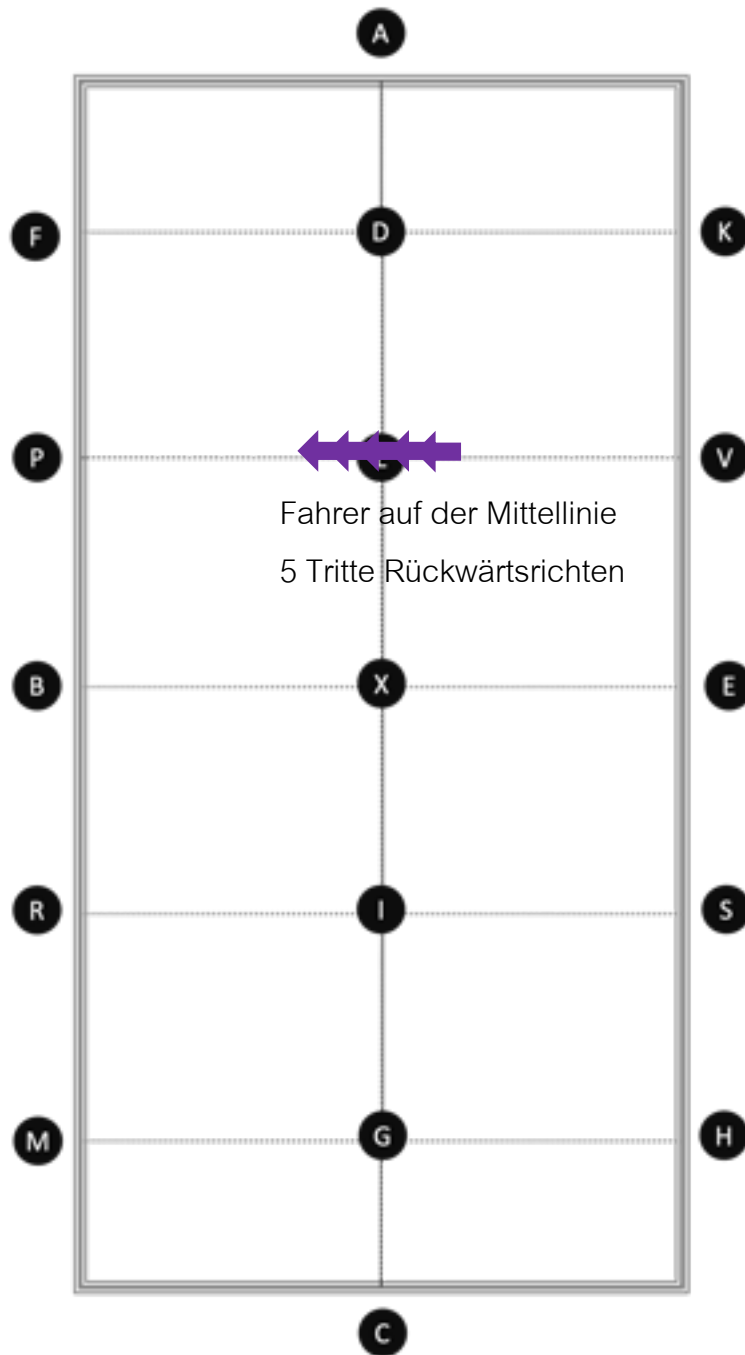 A
F D K
P V
Fahrer auf der Mittellinie
5 Tritte Rückwärtsrichten
B X E
R I S
M G H
C